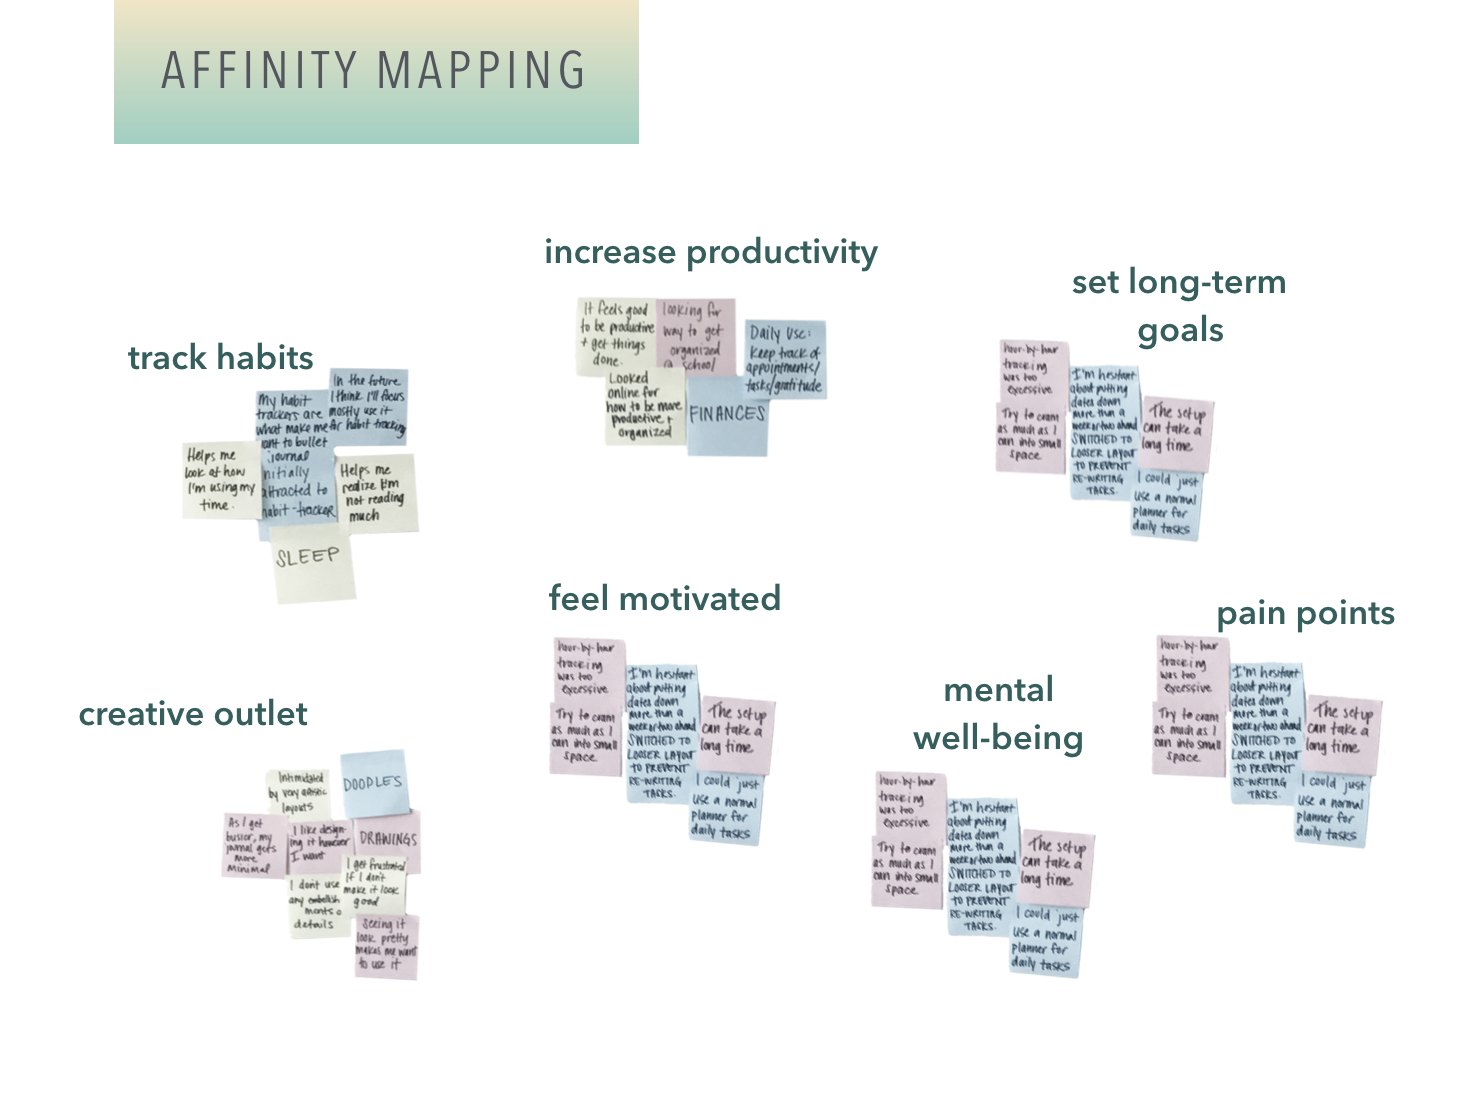 AFFINITY MAPPING
increase productivity
It feels good
to be productive
+ get things
done.
looking for
way to get
organized
@ school
Daily Use:
Keep track of
appointments/
tasks/gratitude
Looked
online for
how to be more
productive +
organized
FINANCES
set long-term
goals
hour-by-hour
tracking
was too
excessive
Try to cram
as much as I
can into small
space
I'm hesitant
about putting
dates down
more than a
week or two ahead
SWITCHED TO
LOOSER LAYOUT
TO PREVENT
RE-WRITING
TASKS.
The setup
can take a
long time
I could just
use a normal
planner for
daily tasks
track habits
In the future
I think I'll focus
mostly use it
for habit tracking
My habit
trackers are
what make me
want to bullet
journal
initially
attracted to
habit-tracker
Helps me
look at how
I'm using my
time.
Helps me
realize I'm
not reading
much
SLEEP
feel motivated
hour-by-hour
tracking
was too
excessive
Try to cram
as much as I
can into small
space
I'm hesitant
about putting
dates down
more than a
week or two ahead
SWITCHED TO
LOOSER LAYOUT
TO PREVENT
RE-WRITING
TASKS.
The setup
can take a
long time
I could just
use a normal
planner for
daily tasks
pain points
hour-by-hour
tracking
was too
excessive
Try to cram
as much as I
can into small
space
I'm hesitant
about putting
dates down
more than a
week or two ahead
SWITCHED TO
LOOSER LAYOUT
TO PREVENT
RE-WRITING
TASKS.
The setup
can take a
long time
I could just
use a normal
planner for
daily tasks
mental
well-being
hour-by-hour
tracking
was too
excessive
Try to cram
as much as I
can into small
space
I'm hesitant
about putting
dates down
more than a
week or two ahead
SWITCHED TO
LOOSER LAYOUT
TO PREVENT
RE-WRITING
TASKS.
The setup
can take a
long time
I could just
use a normal
planner for
daily tasks
creative outlet
Intimidated
by very artistic
layouts
DOODLES
As I get
busier, my
journal gets
more
minimal
I like design-
ing it however
I want
DRAWINGS
I get frustrated
If I don't
make it look
good
I don't use
any embellish
ments o
details
Seeing it
look pretty
makes me want
to use it